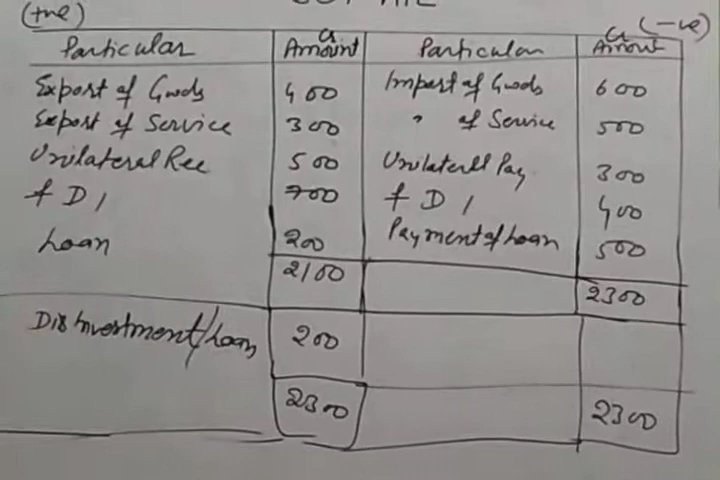 (+ve) (-ve)
Particular Amount Particular Amount
Export of Goods 400 Import of Goods 600
Export of Service 300 " of Service 500
Unilateral Rec 500 Unilateral Pay 300
f D I 700 f D I 400
Loan 200 Payment of Loan 500
2100 2300
Disinvestment/Loan 200
2300 2300